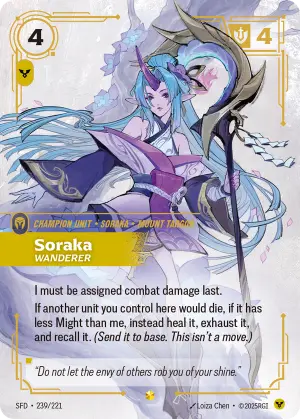 4
4
CHAMPION UNIT • SORAKA • MOUNT TARGON
Soraka
WANDERER
I must be assigned combat damage last.
If another unit you control here would die, if it has
less Might than me, instead heal it, exhaust it,
and recall it. (Send it to base. This isn't a move.)
"Do not let the envy of others rob you of your shine."
SFD • 239/221
Loiza Chen • ©2025RGI